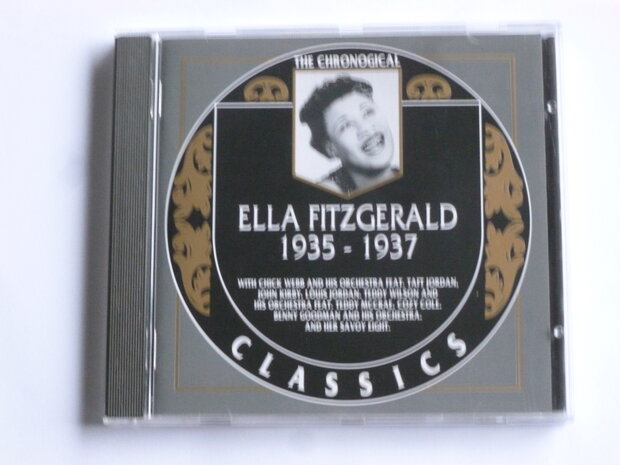 THE CHRONOGICAL
ELLA FITZGERALD
1935 - 1937
WITH CHICK WEBB AND HIS ORCHESTRA FEAT. TAFT JORDAN,
JOHN KIRBY, LOUIS JORDAN, TEDDY WILSON AND
HIS ORCHESTRA FEAT. TEDDY MCCRAE, COZY COLE,
BENNY GOODMAN AND HIS ORCHESTRA,
AND HER SAVOY EIGHT.
CLASSICS